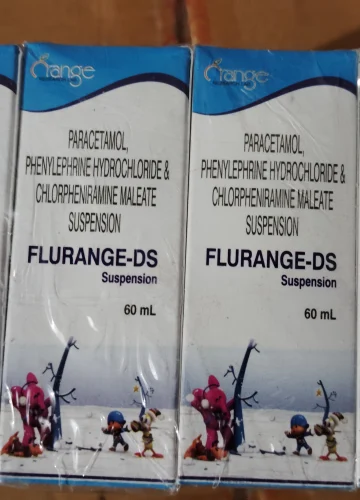 Orange
PARACETAMOL,
PHENYLEPHRINE HYDROCHLORIDE &
CHLORPHENIRAMINE MALEATE
SUSPENSION
FLURANGE-DS
Suspension
60 mL
Orange
PARACETAMOL,
PHENYLEPHRINE HYDROCHLORIDE &
CHLORPHENIRAMINE MALEATE
SUSPENSION
FLURANGE-DS
Suspension
60 mL